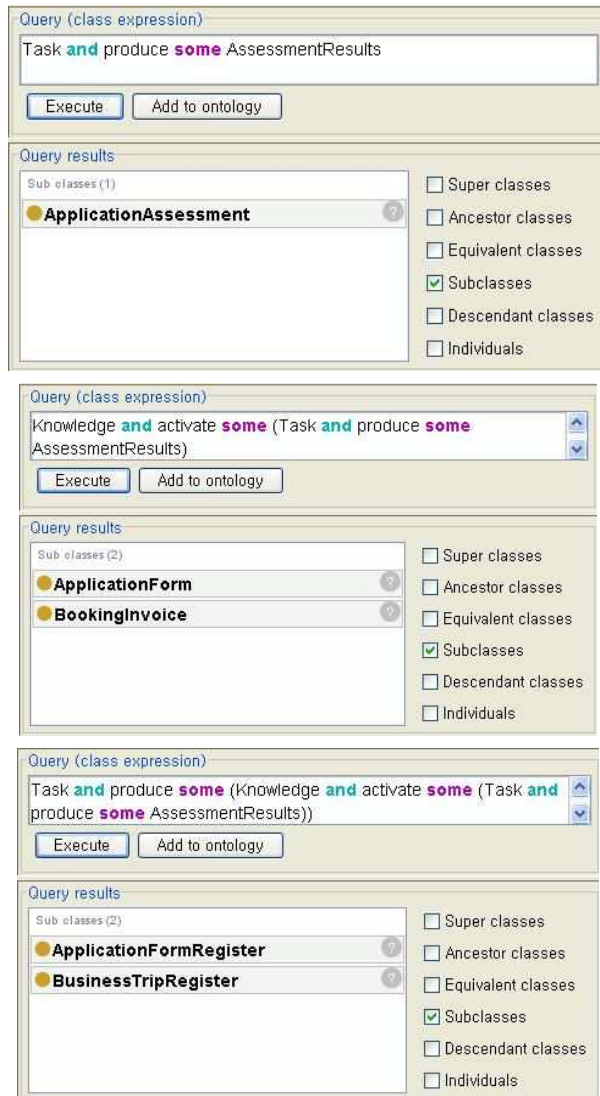 Query (class expression)
Task and produce some AssessmentResults
Execute Add to ontology
Query results
Sub classes (1)
ApplicationAssessment ?
Super classes
Ancestor classes
Equivalent classes
Subclasses
Descendant classes
Individuals
Query (class expression)
Knowledge and activate some (Task and produce some
AssessmentResults)
Execute Add to ontology
Query results
Sub classes (2)
ApplicationForm ?
BookingInvoice ?
Super classes
Ancestor classes
Equivalent classes
Subclasses
Descendant classes
Individuals
Query (class expression)
Task and produce some (Knowledge and activate some (Task and
produce some AssessmentResults))
Execute Add to ontology
Query results
Sub classes (2)
ApplicationFormRegister ?
BusinessTripRegister ?
Super classes
Ancestor classes
Equivalent classes
Subclasses
Descendant classes
Individuals